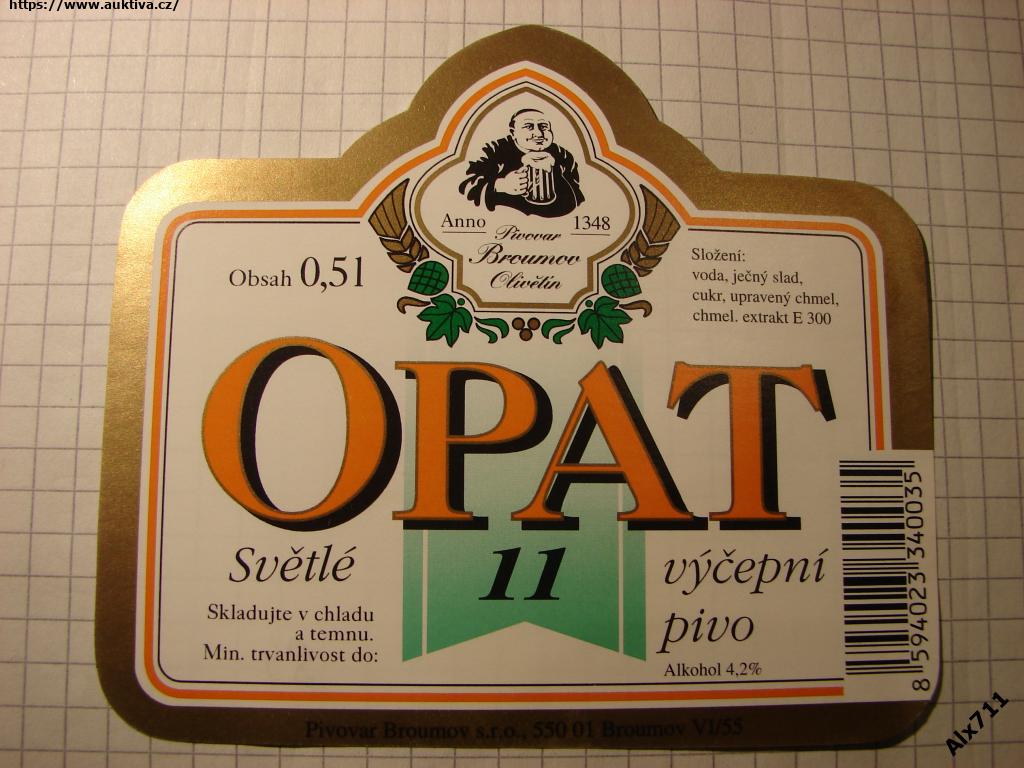 https://www.auktiva.cz/
Anno 1348
Pivovar
Broumov
Olivětín
Obsah 0,5l
Složení:
voda, ječný slad,
cukr, upravený chmel,
chmel. extrakt E 300
OPAT
11
Světlé
výčepní
pivo
Skladujte v chladu
a temnu.
Min. trvanlivost do:
Alkohol 4,2%
8 594023 340035
Pivovar Broumov s.r.o., 550 01 Broumov VI/55
Alx711